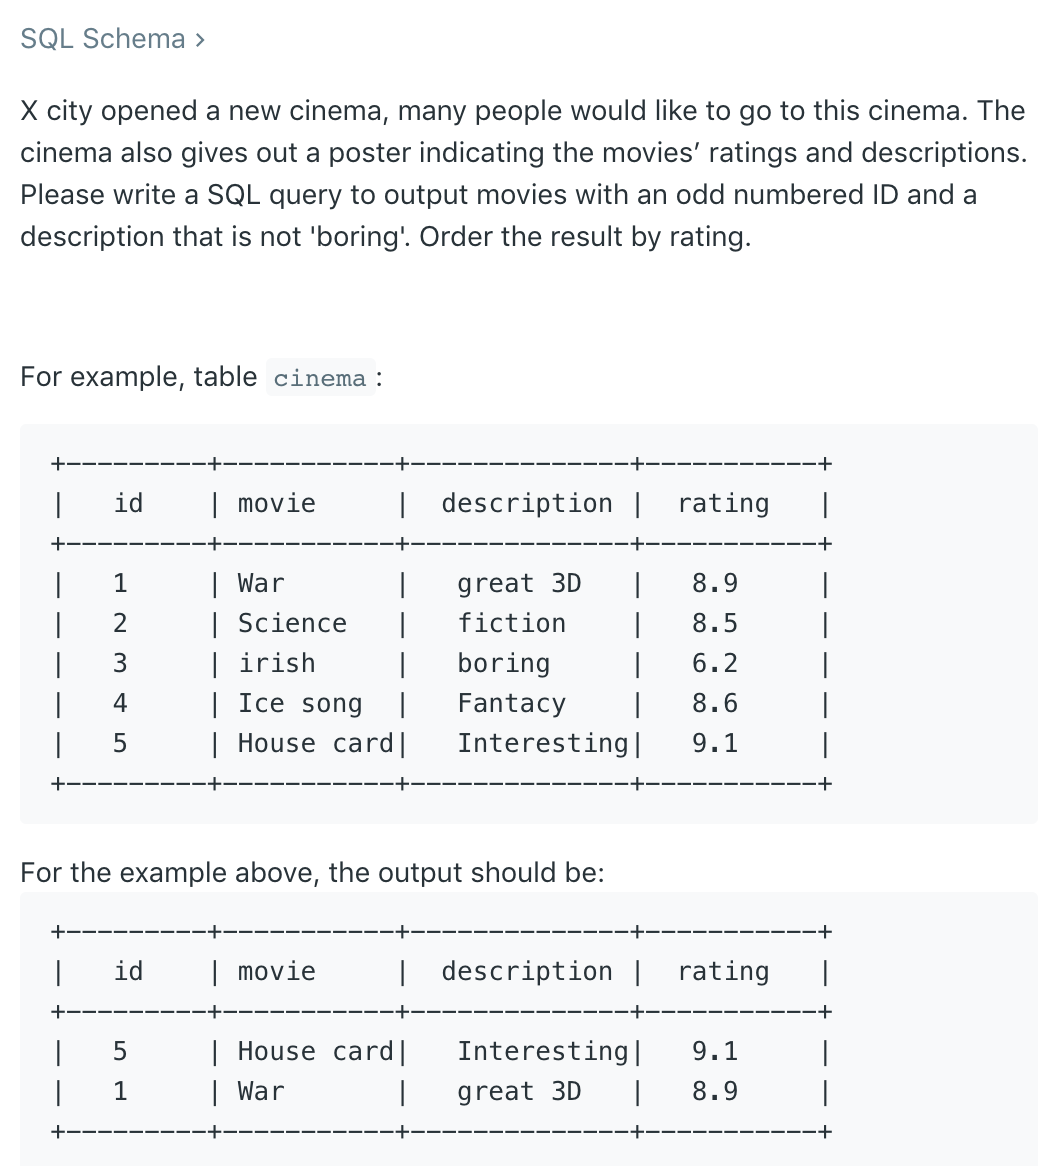 SQL Schema ›
X city opened a new cinema, many people would like to go to this cinema. The
cinema also gives out a poster indicating the movies’ ratings and descriptions.
Please write a SQL query to output movies with an odd numbered ID and a
description that is not 'boring'. Order the result by rating.
For example, table cinema:
+---------+-----------+--------------+-----------+
|   id    | movie     |  description |  rating   |
+---------+-----------+--------------+-----------+
|   1     | War       |   great 3D   |   8.9     |
|   2     | Science   |   fiction    |   8.5     |
|   3     | irish     |   boring     |   6.2     |
|   4     | Ice song  |   Fantacy    |   8.6     |
|   5     | House card|   Interesting|   9.1     |
+---------+-----------+--------------+-----------+
For the example above, the output should be:
+---------+-----------+--------------+-----------+
|   id    | movie     |  description |  rating   |
+---------+-----------+--------------+-----------+
|   5     | House card|   Interesting|   9.1     |
|   1     | War       |   great 3D   |   8.9     |
+---------+-----------+--------------+-----------+